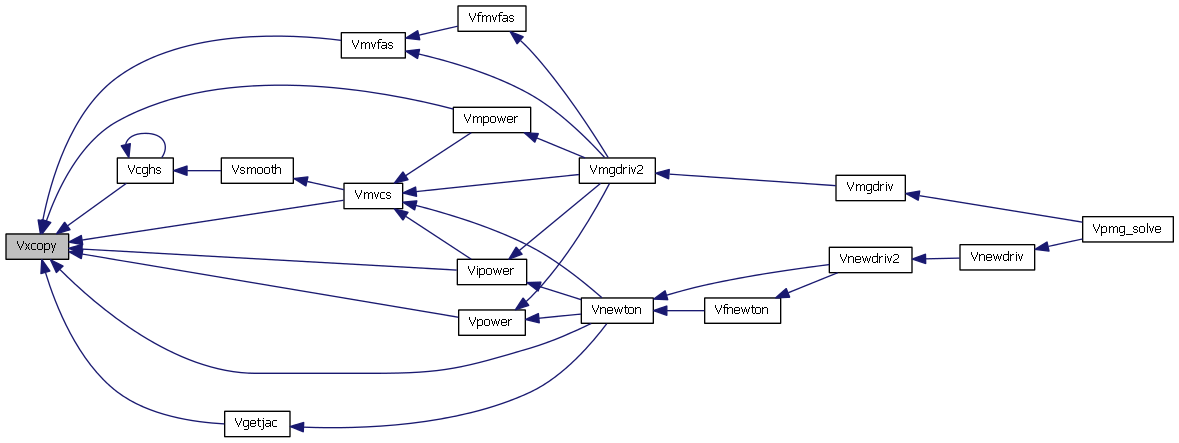 Vfmvfas
Vmvfas
Vmpower
Vcghs
Vsmooth
Vmgdriv2
Vmvcs
Vmgdriv
Vpmg_solve
Vxcopy
Vipower
Vnewdriv2
Vnewdriv
Vpower
Vnewton
Vfnewton
Vgetjac